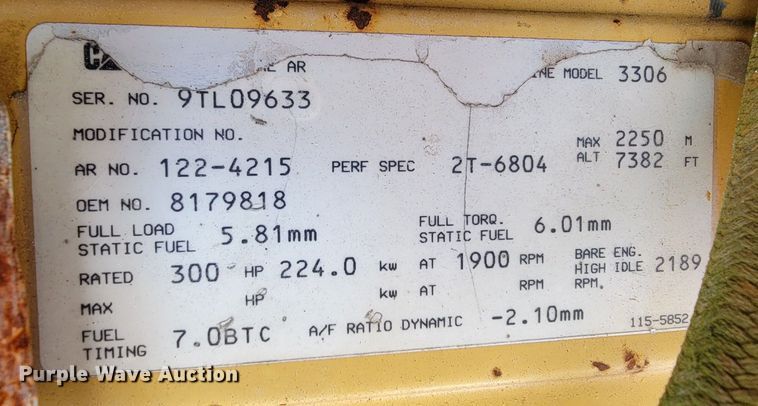 AR
MODEL 3306
SER. NO. 9TL09633
MODIFICATION NO.
MAX ALT 2250 M 7382 FT
AR NO. 122-4215 PERF SPEC 2T-6804
OEM NO. 8179818
FULL LOAD STATIC FUEL 5.81mm FULL TORQ. STATIC FUEL 6.01mm
RATED 300 HP 224.0 kw AT 1900 RPM BARE ENG. HIGH IDLE RPM. 2189
MAX HP kw AT RPM
FUEL TIMING 7.0BTC A/F RATIO DYNAMIC -2.10mm 115-5852
Purple Wave Auction